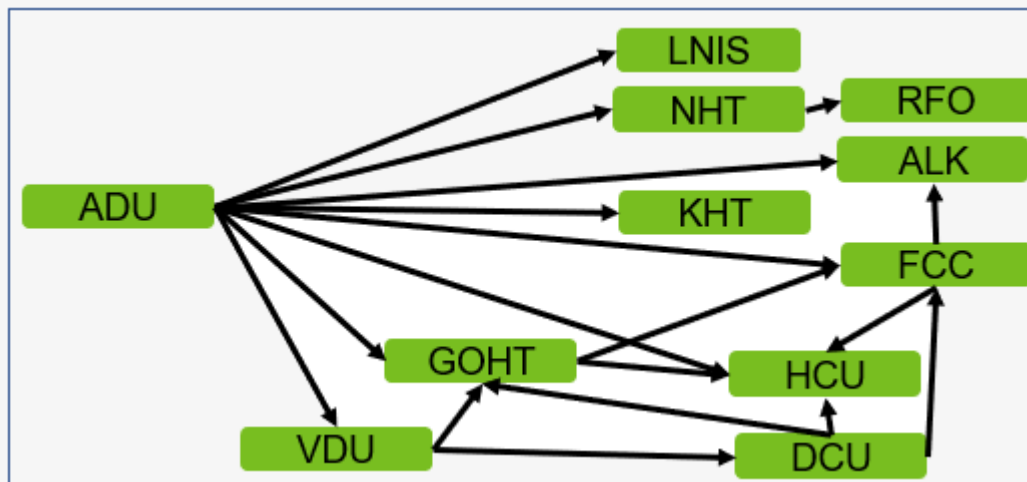 LNIS
NHT
RFO
ALK
ADU
KHT
FCC
GOHT
HCU
VDU
DCU